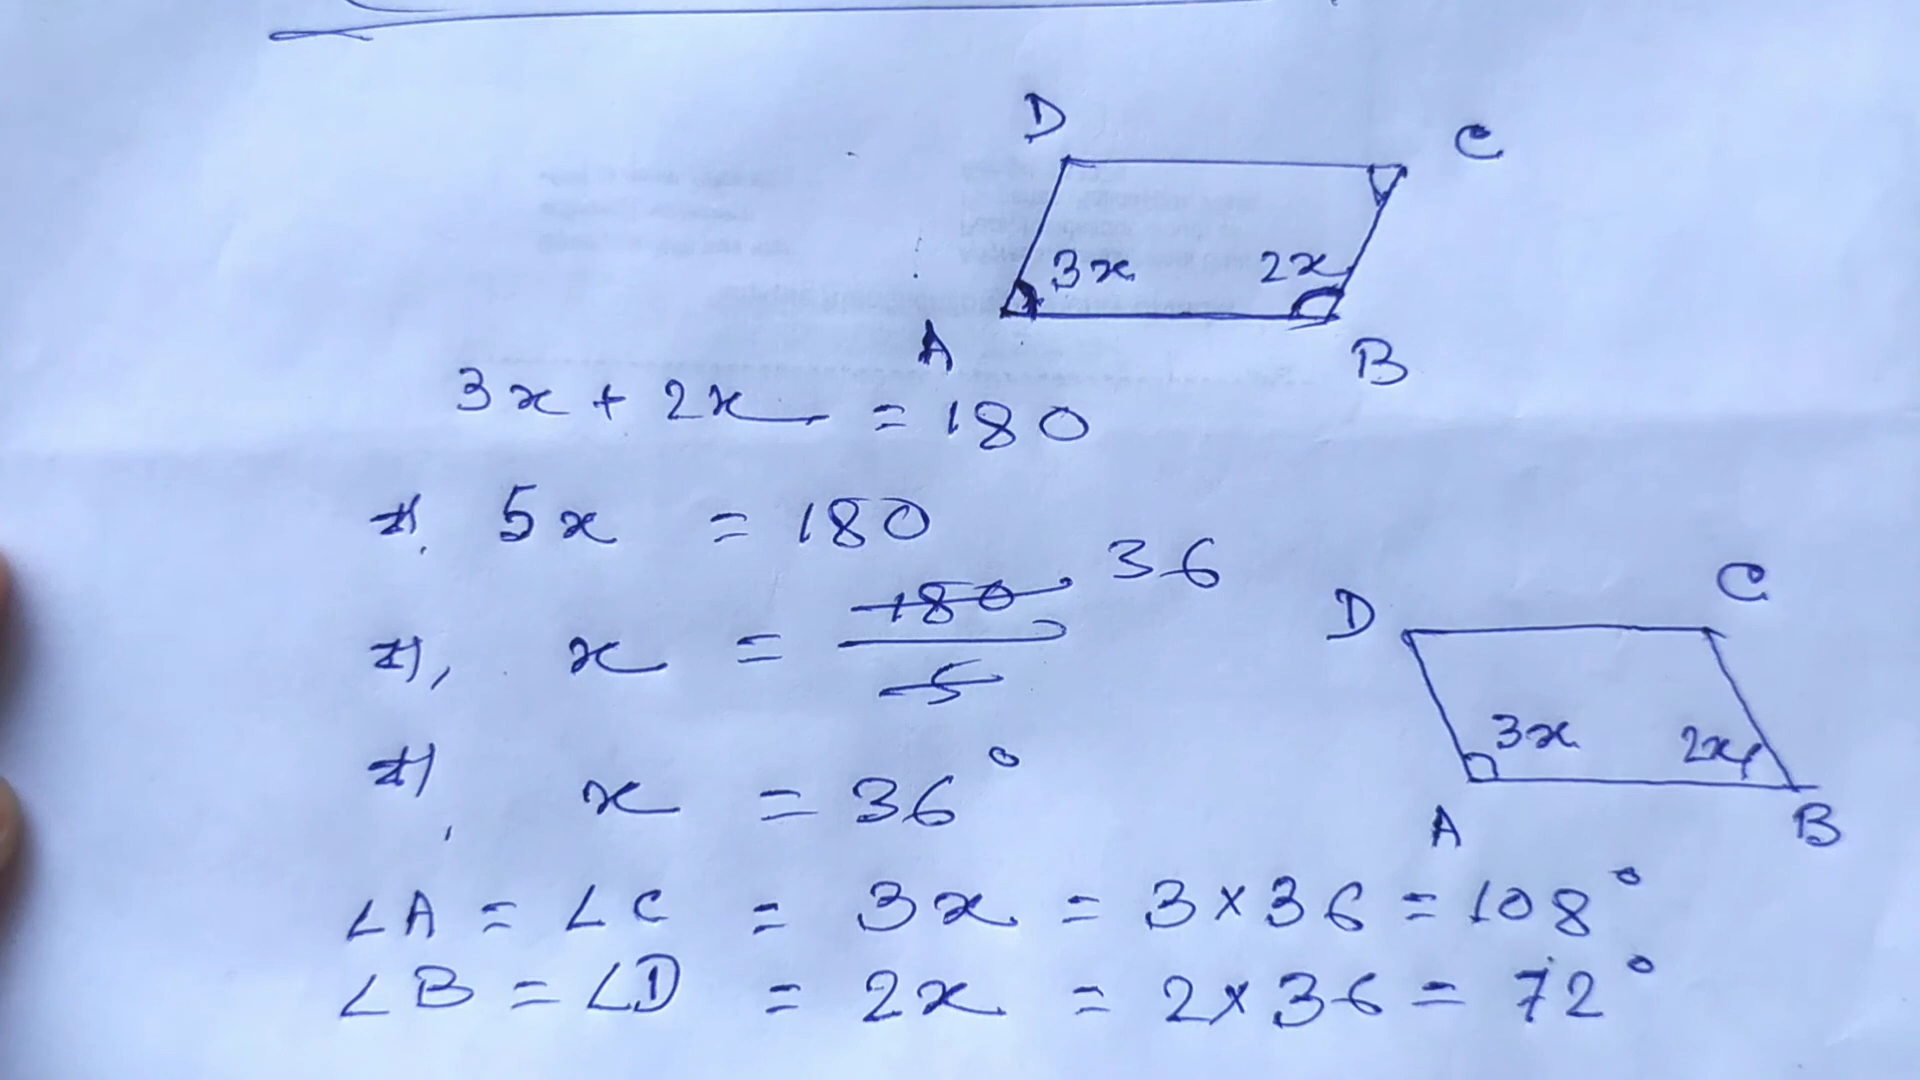 D C
3x 2x
A B
3x + 2x = 180
5x = 180
x = 180/5 36
x = 36°
D C
3x 2x
A B
∠A = ∠C = 3x = 3×36 = 108°
∠B = ∠D = 2x = 2×36 = 72°